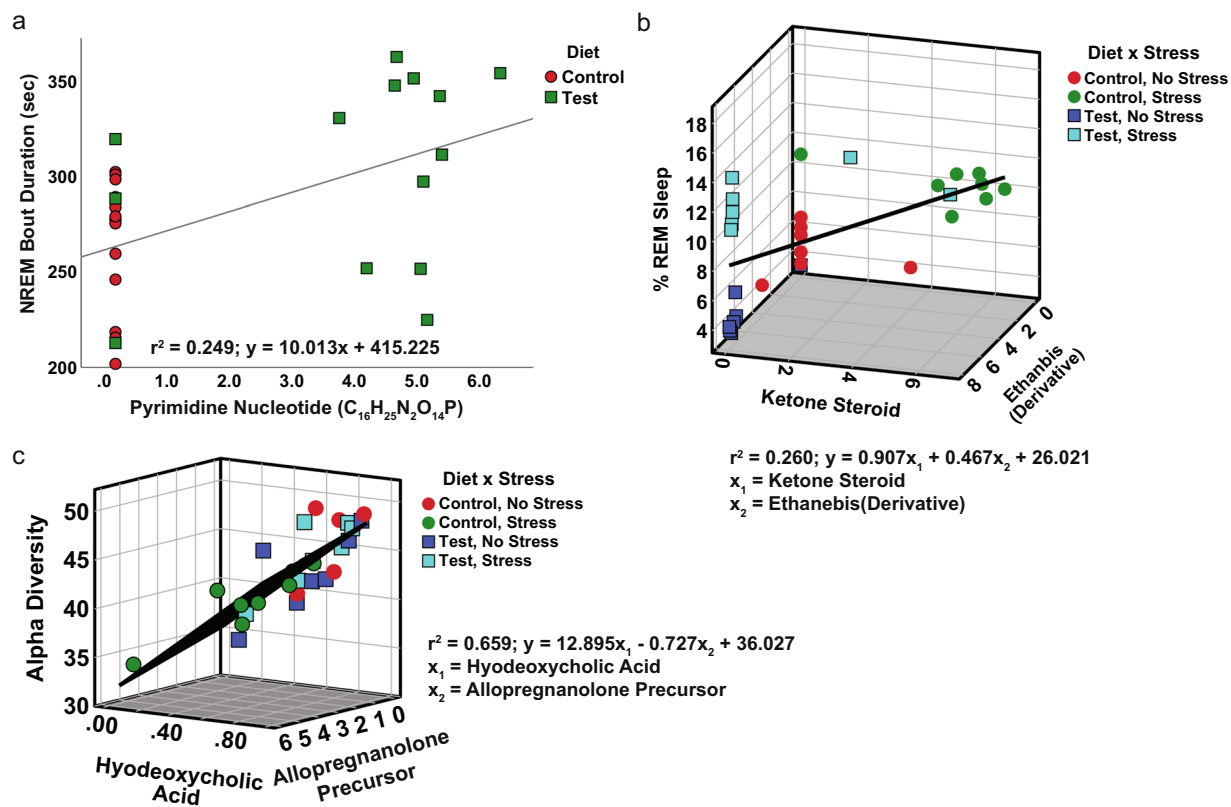 a
NREM Bout Duration (sec)
350
300
250
200
.0 1.0 2.0 3.0 4.0 5.0 6.0
r² = 0.249; y = 10.013x + 415.225
Pyrimidine Nucleotide (C₁₆H₂₅N₂O₁₄P)
Diet
Control
Test
b
% REM Sleep
18
16
14
12
10
8
6
4
0 2 4 6
Ketone Steroid
8 6 4 2 0
Ethanbis
(Derivative)
Diet x Stress
Control, No Stress
Control, Stress
Test, No Stress
Test, Stress
r² = 0.260; y = 0.907x₁ + 0.467x₂ + 26.021
x₁ = Ketone Steroid
x₂ = Ethanebis(Derivative)
c
Alpha Diversity
50
45
40
35
30
.00 .40 .80
Hyodeoxycholic
Acid
6 5 4 3 2 1 0
Allopregnanolone
Precursor
Diet x Stress
Control, No Stress
Control, Stress
Test, No Stress
Test, Stress
r² = 0.659; y = 12.895x₁ - 0.727x₂ + 36.027
x₁ = Hyodeoxycholic Acid
x₂ = Allopregnanolone Precursor